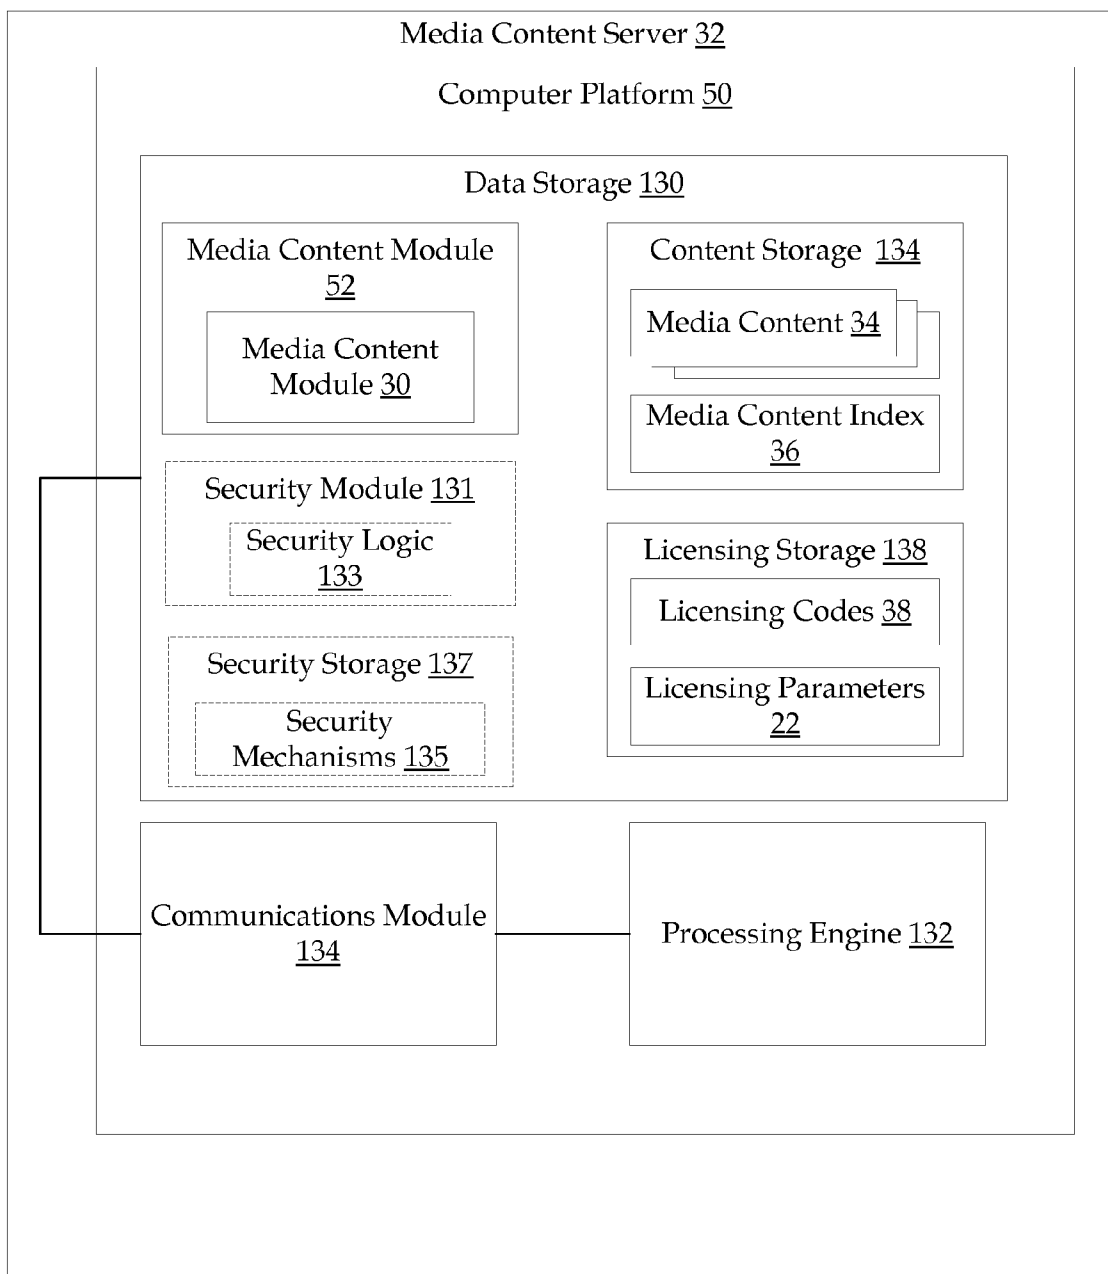 Media Content Server 32
Computer Platform 50
Data Storage 130
Media Content Module
52
Media Content
Module 30
Content Storage 134
Media Content 34
Media Content Index
36
Security Module 131
Security Logic
133
Licensing Storage 138
Licensing Codes 38
Licensing Parameters
22
Security Storage 137
Security
Mechanisms 135
Communications Module
134
Processing Engine 132